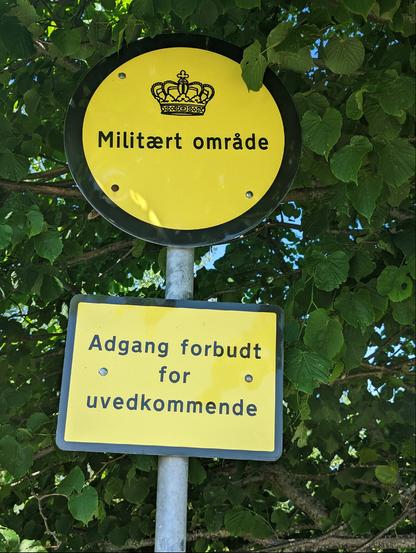 Militært område
Adgang forbudt
for
uvedkommende